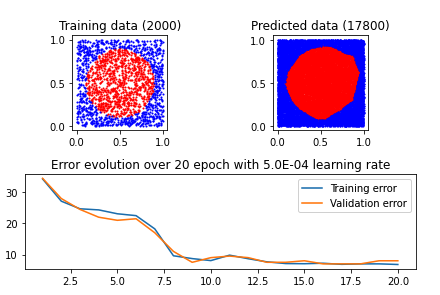 Training data (2000)
Predicted data (17800)
1.0
0.5
0.0
0.0 0.5 1.0
1.0
0.5
0.0
0.0 0.5 1.0
Error evolution over 20 epoch with 5.0E-04 learning rate
30
20
10
Training error
Validation error
2.5 5.0 7.5 10.0 12.5 15.0 17.5 20.0